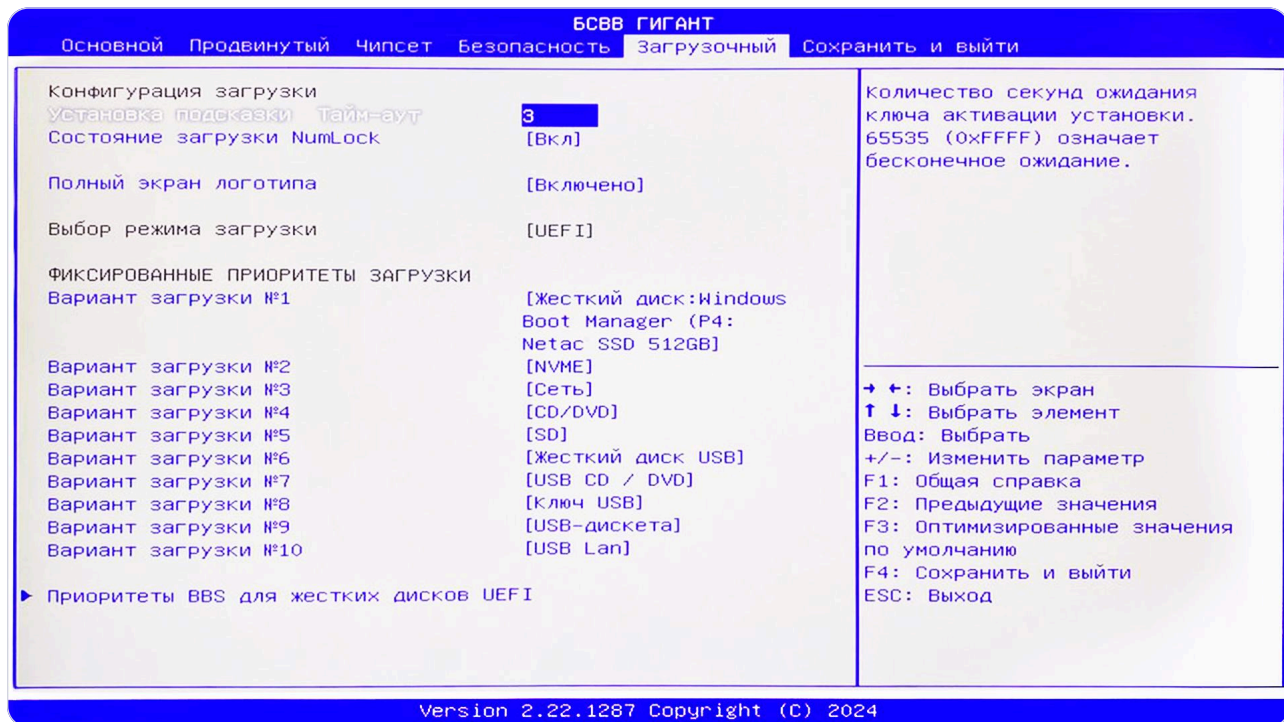 БСВВ ГИГАНТ
Основной Продвинутый Чипсет Безопасность Загрузочный Сохранить и выйти
Конфигурация загрузки
Установка подсказки Тайм-аут 3
Состояние загрузки NumLock [Вкл]
Полный экран логотипа [Включено]
Выбор режима загрузки [UEFI]
ФИКСИРОВАННЫЕ ПРИОРИТЕТЫ ЗАГРУЗКИ
Вариант загрузки №1 [Жесткий диск:Windows
Boot Manager (P4:
Netac SSD 512GB]
Вариант загрузки №2 [NVME]
Вариант загрузки №3 [Сеть]
Вариант загрузки №4 [CD/DVD]
Вариант загрузки №5 [SD]
Вариант загрузки №6 [Жесткий диск USB]
Вариант загрузки №7 [USB CD / DVD]
Вариант загрузки №8 [Ключ USB]
Вариант загрузки №9 [USB-дискета]
Вариант загрузки №10 [USB Lan]
▶ Приоритеты BBS для жестких дисков UEFI
Количество секунд ожидания
ключа активации установки.
65535 (0xFFFF) означает
бесконечное ожидание.
→ ←: Выбрать экран
↑ ↓: Выбрать элемент
Ввод: Выбрать
+/-: Изменить параметр
F1: Общая справка
F2: Предыдущие значения
F3: Оптимизированные значения
по умолчанию
F4: Сохранить и выйти
ESC: Выход
Version 2.22.1287 Copyright (C) 2024